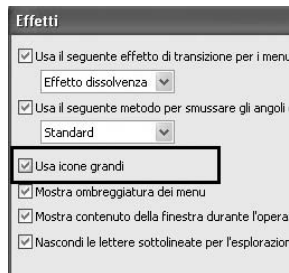 Effetti
Usa il seguente effetto di transizione per i menu
Effetto dissolvenza
Usa il seguente metodo per smussare gli angoli
Standard
Usa icone grandi
Mostra ombreggiatura dei menu
Mostra contenuto della finestra durante l'opera
Nascondi le lettere sottolineate per l'esplorazion